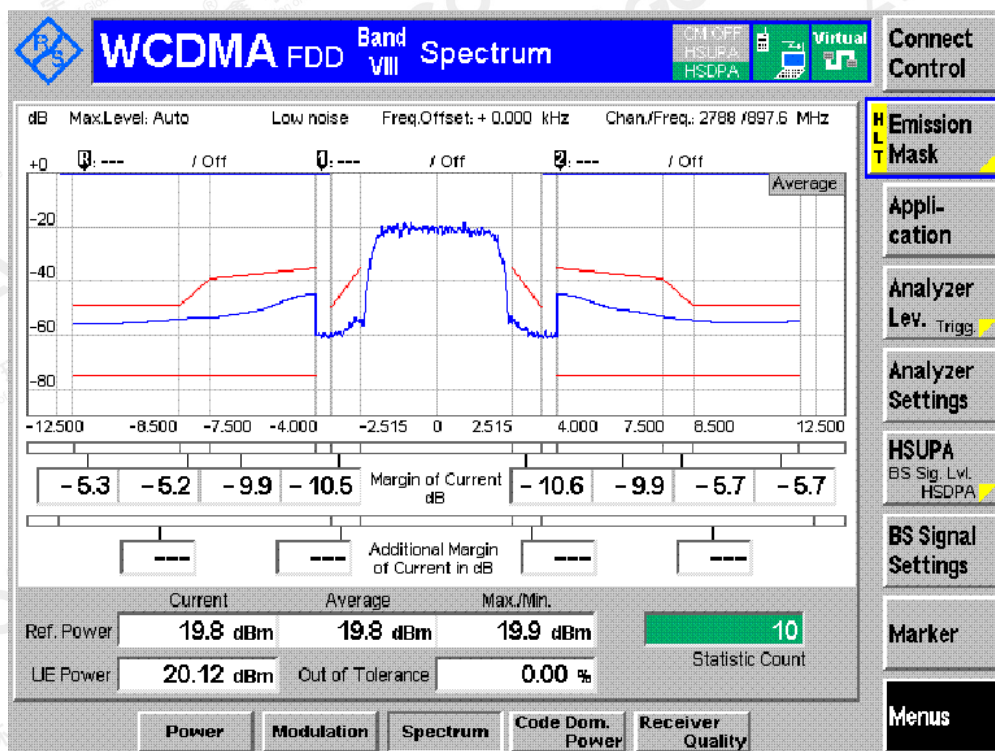 R S
WCDMA FDD Band VIII Spectrum
HSUPA
HSDPA
Virtual
Connect Control
dB Max.Level: Auto Low noise Freq.Offset: + 0.000 kHz Chan./Freq.: 2788 / 897.6 MHz
HLT Emission Mask
+0 R: --- / Off 1: --- / Off 2: --- / Off
Average
-20
-40
-60
-80
-12.500 -8.500 -7.500 -4.000 -2.515 0 2.515 4.000 7.500 8.500 12.500
Appli-
cation
Analyzer
Lev. Trigg.
Analyzer
Settings
HSUPA
BS Sig. Lvl.
HSDPA
BS Signal
Settings
Marker
Menus
-5.3 -5.2 -9.9 -10.5 Margin of Current dB -10.6 -9.9 -5.7 -5.7
--- --- Additional Margin of Current in dB --- ---
Current Average Max./Min.
Ref. Power 19.8 dBm 19.8 dBm 19.9 dBm 10
Statistic Count
UE Power 20.12 dBm Out of Tolerance 0.00 %
Power Modulation Spectrum Code Dom. Power Receiver Quality